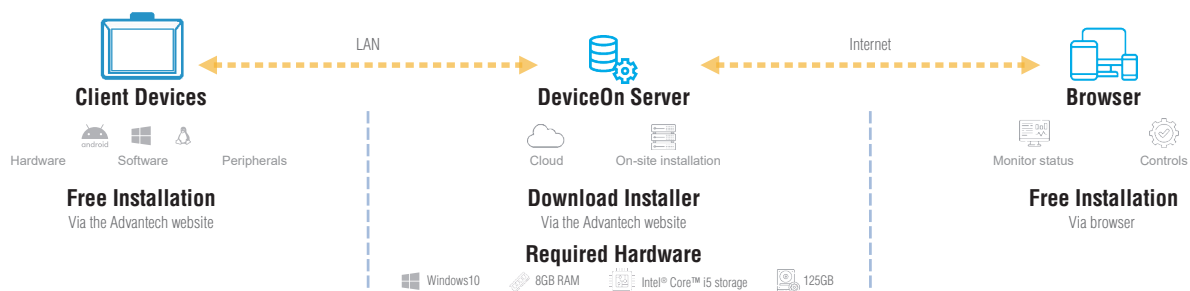 LAN
Internet
Client Devices
DeviceOn Server
Browser
android
Hardware
Software
Peripherals
Cloud
On-site installation
Monitor status
Controls
Free Installation
Via the Advantech website
Download Installer
Via the Advantech website
Free Installation
Via browser
Required Hardware
Windows10
8GB RAM
Intel® Core™ i5 storage
125GB